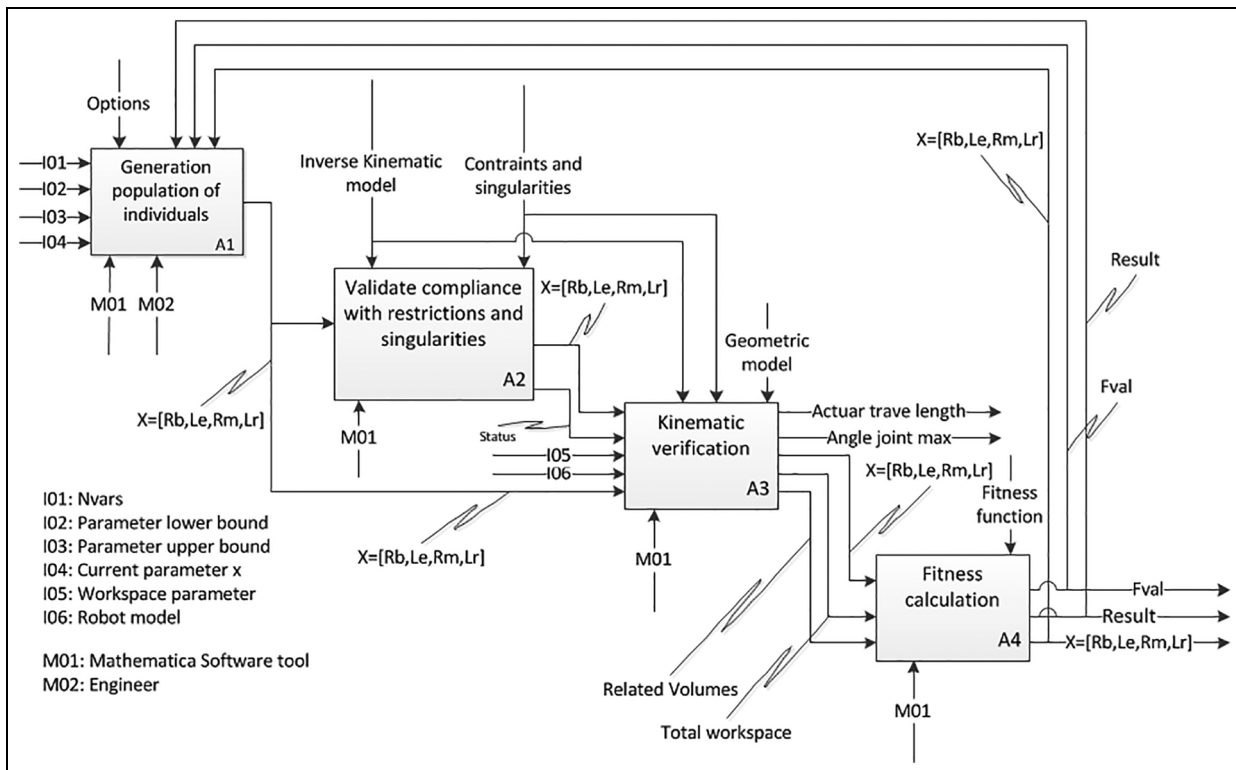 Options
I01
I02
I03
I04
Generation
population of
individuals
A1
M01
M02
Inverse Kinematic
model
Contraints and
singularities
X=[Rb,Le,Rm,Lr]
Validate compliance
with restrictions and
singularities
A2
X=[Rb,Le,Rm,Lr]
M01
X=[Rb,Le,Rm,Lr]
Status
I05
I06
X=[Rb,Le,Rm,Lr]
Geometric
model
Kinematic
verification
A3
M01
Actuar trave length
Angle joint max
X=[Rb,Le,Rm,Lr]
Fitness
function
Result
Fval
Fitness
calculation
A4
M01
Fval
Result
X=[Rb,Le,Rm,Lr]
Related Volumes
Total workspace
I01: Nvars
I02: Parameter lower bound
I03: Parameter upper bound
I04: Current parameter x
I05: Workspace parameter
I06: Robot model
M01: Mathematica Software tool
M02: Engineer